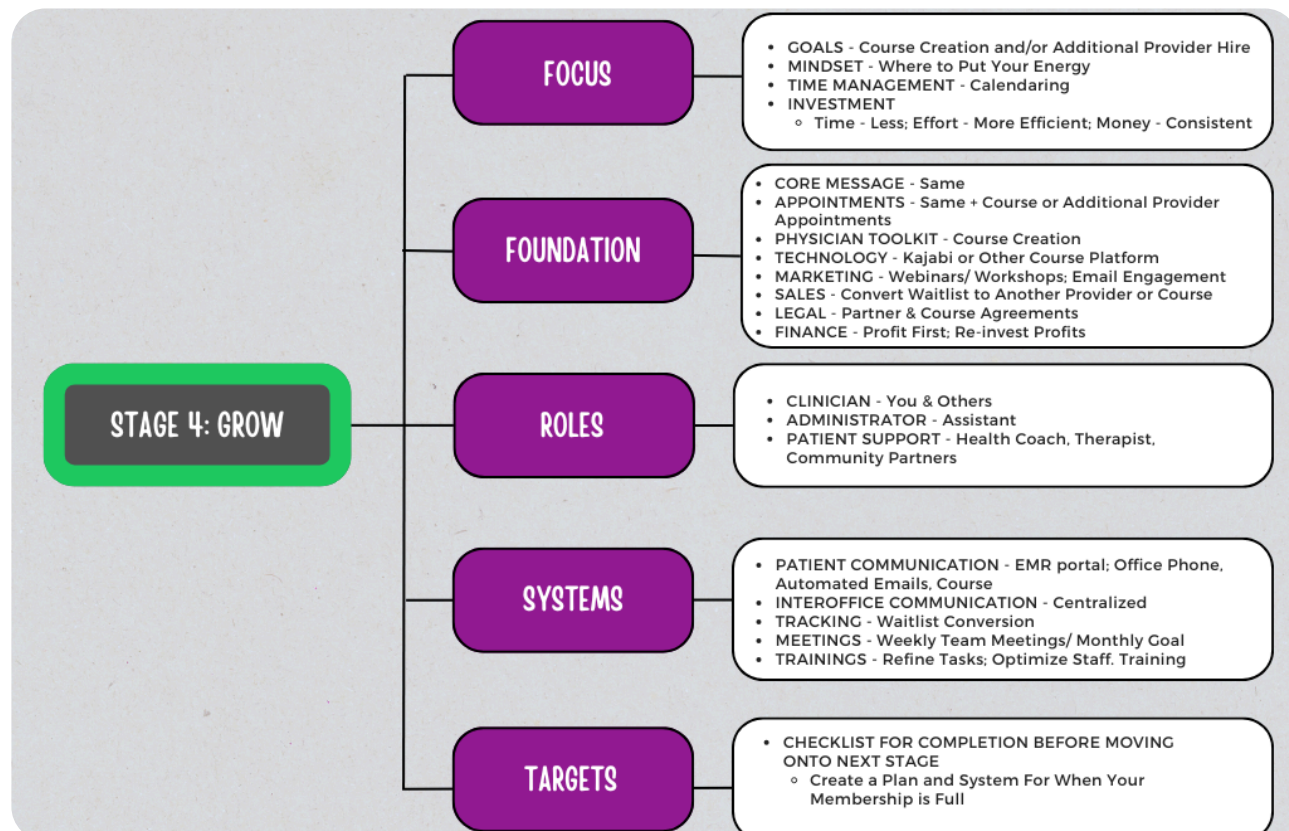 FOCUS
• GOALS - Course Creation and/or Additional Provider Hire
• MINDSET - Where to Put Your Energy
• TIME MANAGEMENT - Calendaring
• INVESTMENT
◦ Time - Less; Effort - More Efficient; Money - Consistent
FOUNDATION
• CORE MESSAGE - Same
• APPOINTMENTS - Same + Course or Additional Provider
Appointments
• PHYSICIAN TOOLKIT - Course Creation
• TECHNOLOGY - Kajabi or Other Course Platform
• MARKETING - Webinars/ Workshops; Email Engagement
• SALES - Convert Waitlist to Another Provider or Course
• LEGAL - Partner & Course Agreements
• FINANCE - Profit First; Re-invest Profits
STAGE 4: GROW
ROLES
• CLINICIAN - You & Others
• ADMINISTRATOR - Assistant
• PATIENT SUPPORT - Health Coach, Therapist,
Community Partners
SYSTEMS
• PATIENT COMMUNICATION - EMR portal; Office Phone,
Automated Emails, Course
• INTEROFFICE COMMUNICATION - Centralized
• TRACKING - Waitlist Conversion
• MEETINGS - Weekly Team Meetings/ Monthly Goal
• TRAININGS - Refine Tasks; Optimize Staff. Training
TARGETS
• CHECKLIST FOR COMPLETION BEFORE MOVING
ONTO NEXT STAGE
◦ Create a Plan and System For When Your
Membership is Full